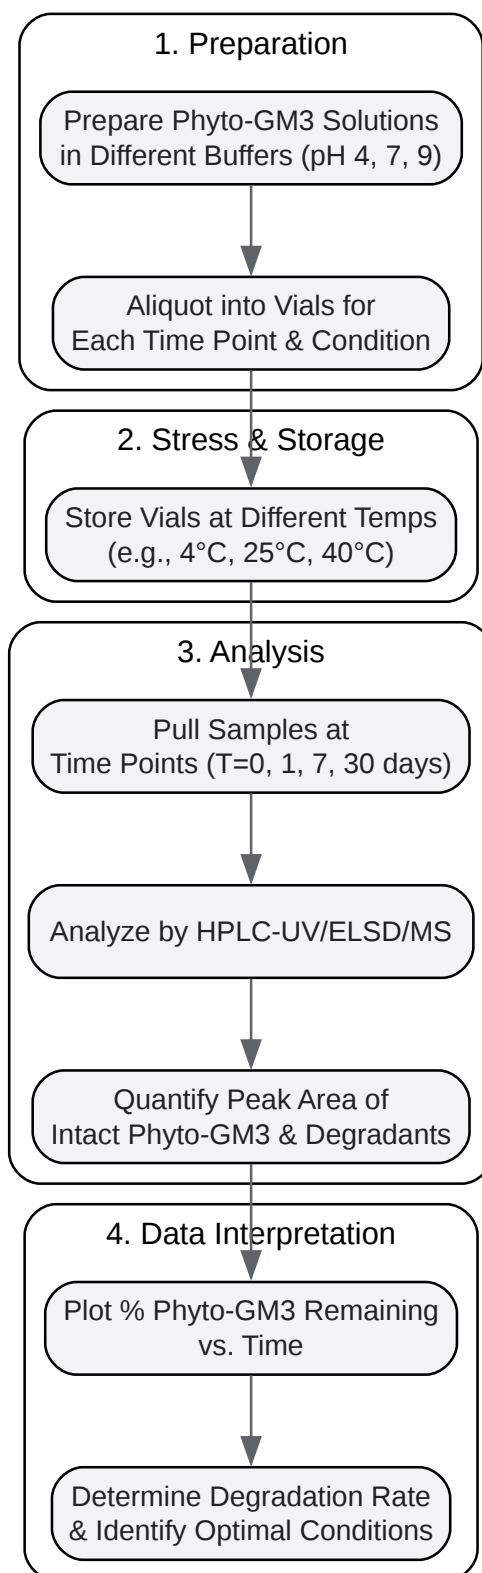 1. Preparation
Prepare Phyto-GM3 Solutions
in Different Buffers (pH 4, 7, 9)
Aliquot into Vials for
Each Time Point & Condition
2. Stress & Storage
Store Vials at Different Temps
(e.g., 4°C, 25°C, 40°C)
3. Analysis
Pull Samples at
Time Points (T=0, 1, 7, 30 days)
Analyze by HPLC-UV/ELSD/MS
Quantify Peak Area of
Intact Phyto-GM3 & Degradants
4. Data Interpretation
Plot % Phyto-GM3 Remaining
vs. Time
Determine Degradation Rate
& Identify Optimal Conditions